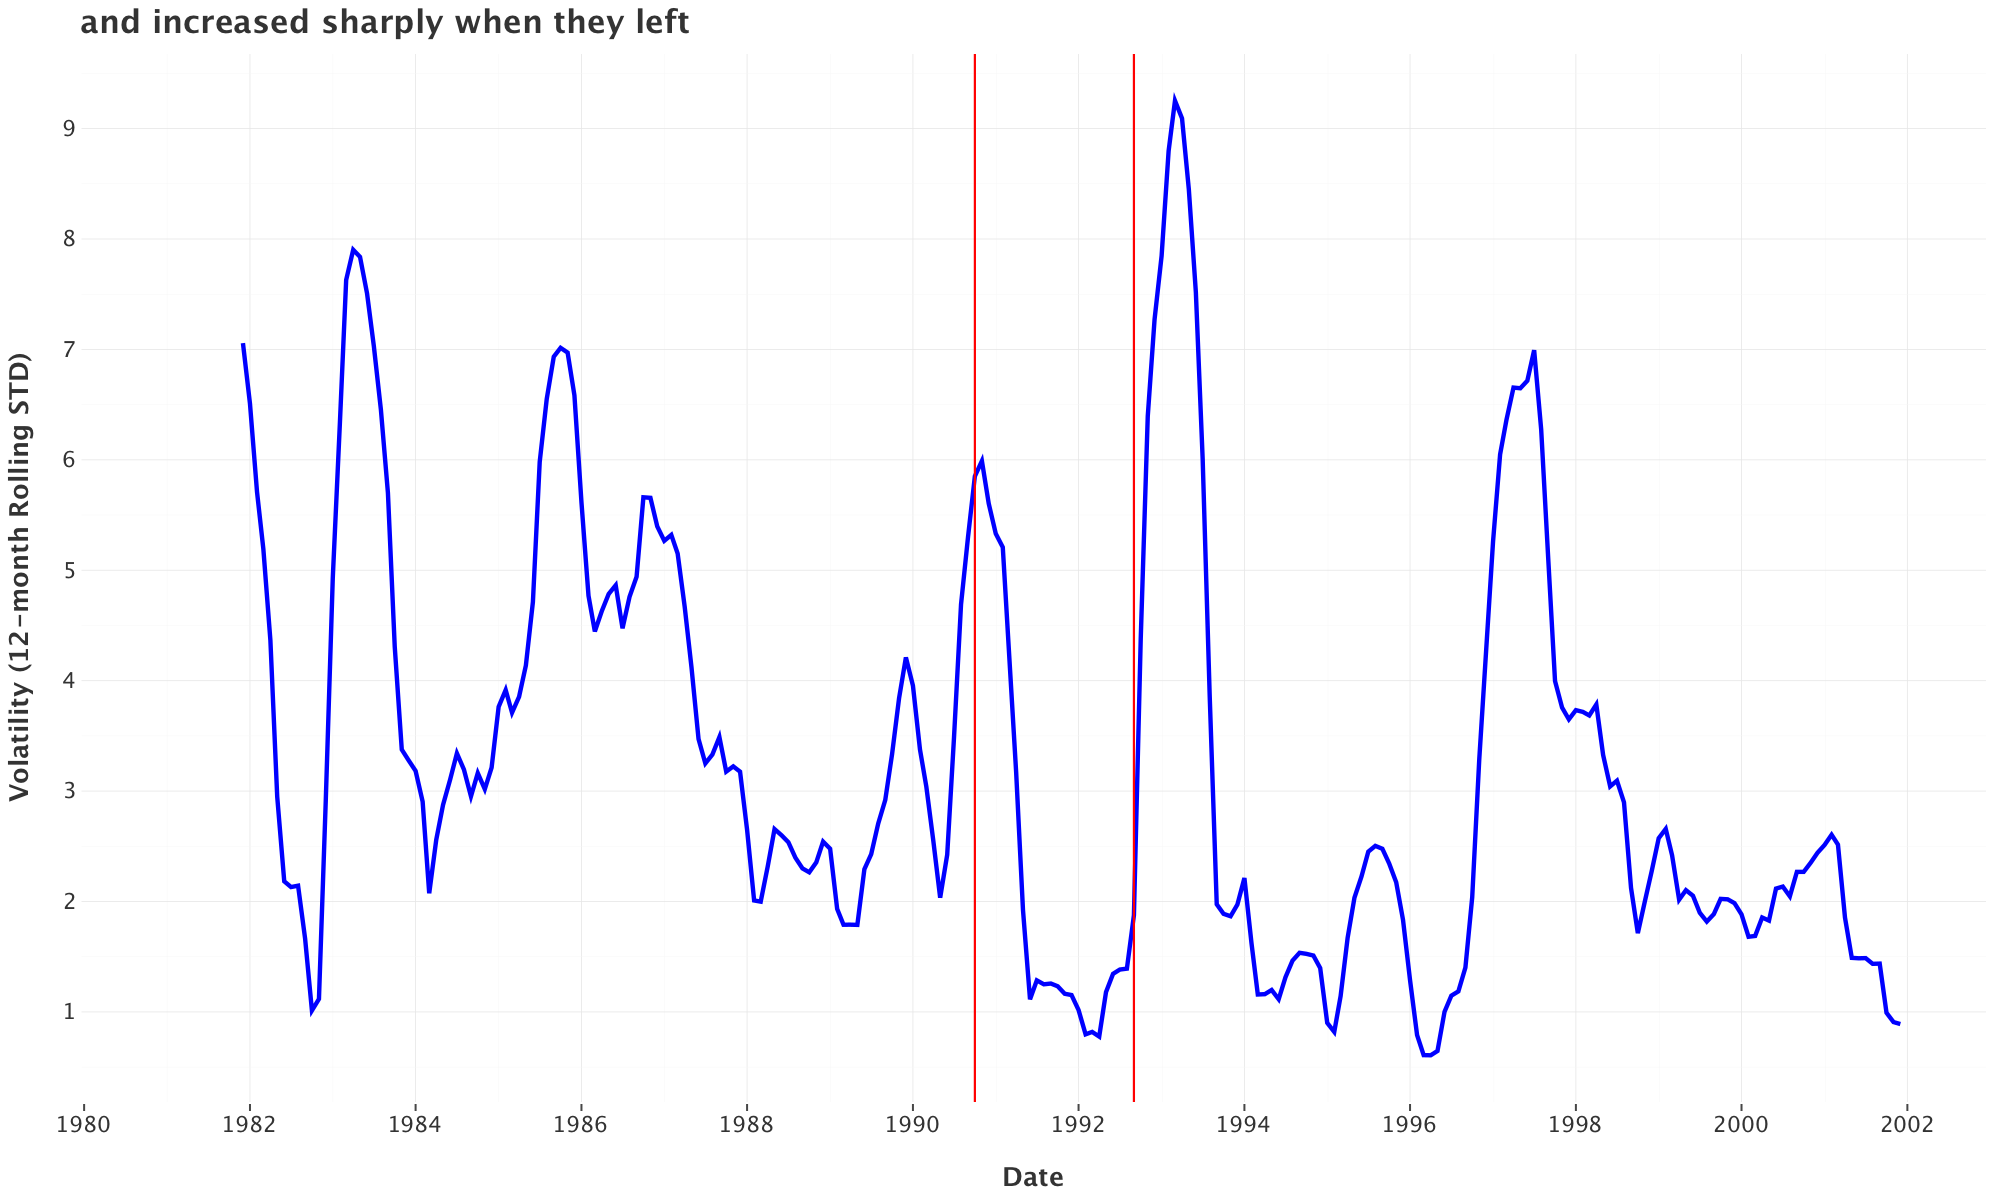 and increased sharply when they left
Volatility (12-month Rolling STD)
9
8
7
6
5
4
3
2
1
1980 1982 1984 1986 1988 1990 1992 1994 1996 1998 2000 2002
Date